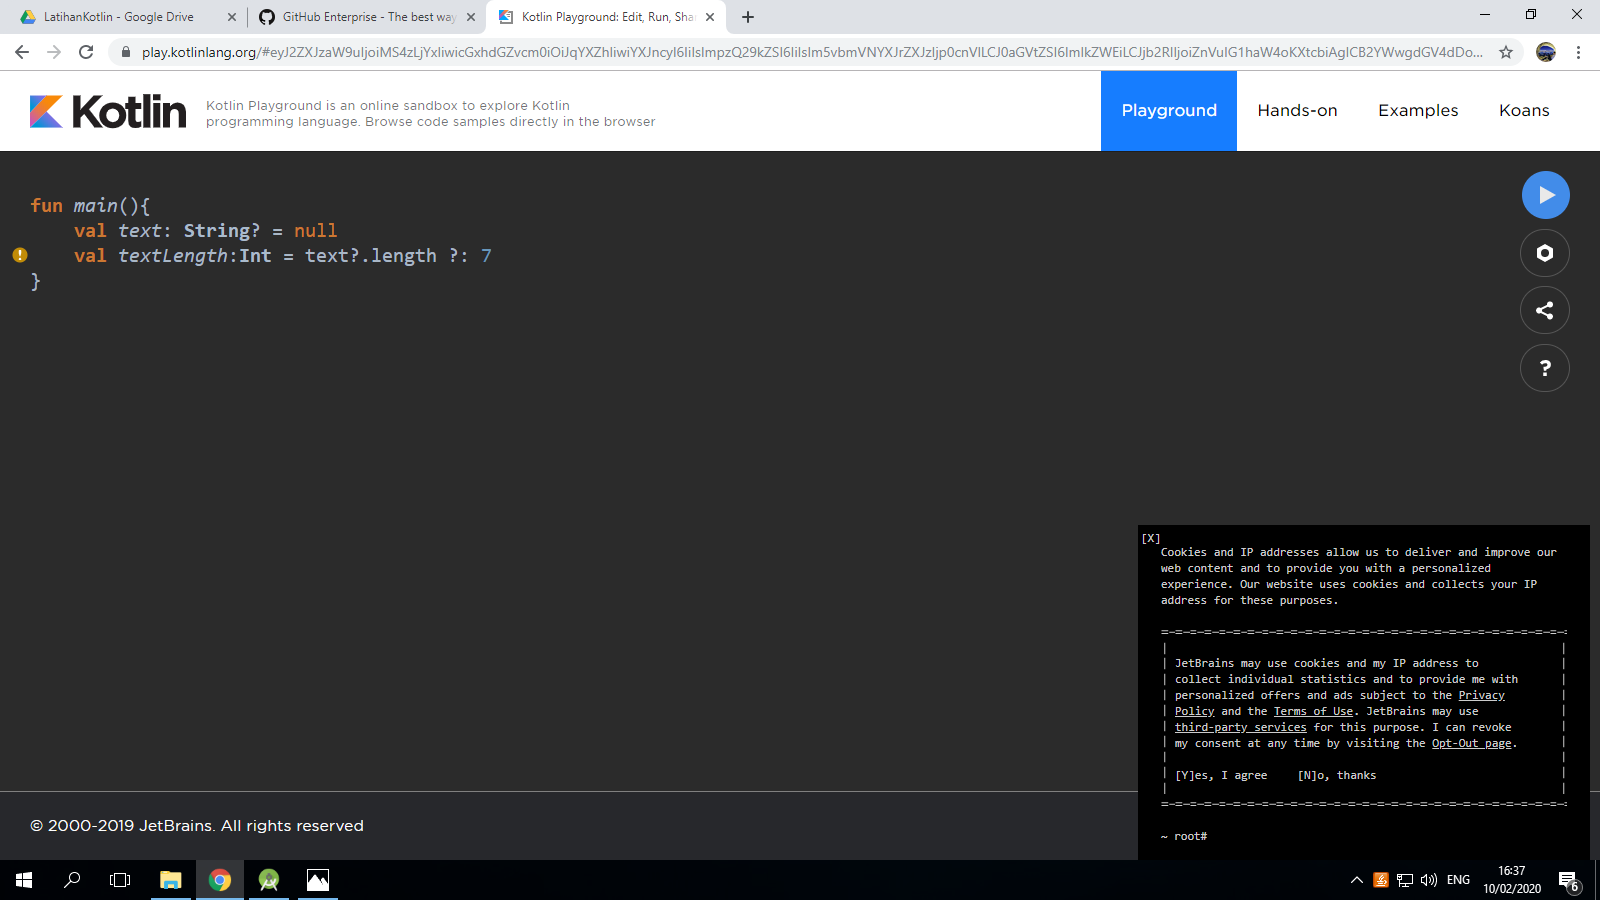 LatihanKotlin - Google Drive
GitHub Enterprise - The best way
Kotlin Playground: Edit, Run, Sha
Kotlin
Kotlin Playground is an online sandbox to explore Kotlin
programming language. Browse code samples directly in the browser
Playground
Hands-on
Examples
Koans
fun main(){
val text: String? = null
val textLength:Int = text?.length ?: 7
}
?
[X]
Cookies and IP addresses allow us to deliver and improve our
web content and to provide you with a personalized
experience. Our website uses cookies and collects your IP
address for these purposes.
JetBrains may use cookies and my IP address to
collect individual statistics and to provide me with
personalized offers and ads subject to the Privacy
Policy and the Terms of Use. JetBrains may use
third-party services for this purpose. I can revoke
my consent at any time by visiting the Opt-Out page.
[Y]es, I agree [N]o, thanks
~ root#
© 2000-2019 JetBrains. All rights reserved
ENG
16:37
10/02/2020
6